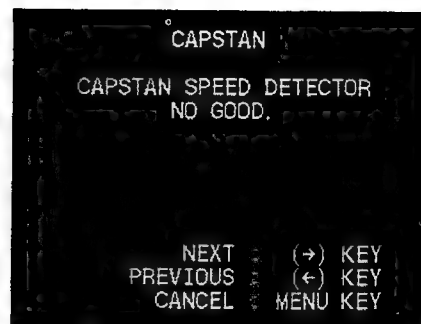 CAPSTAN
CAPSTAN SPEED DETECTOR
NO GOOD.
NEXT : (→) KEY
PREVIOUS : (←) KEY
CANCEL : MENU KEY